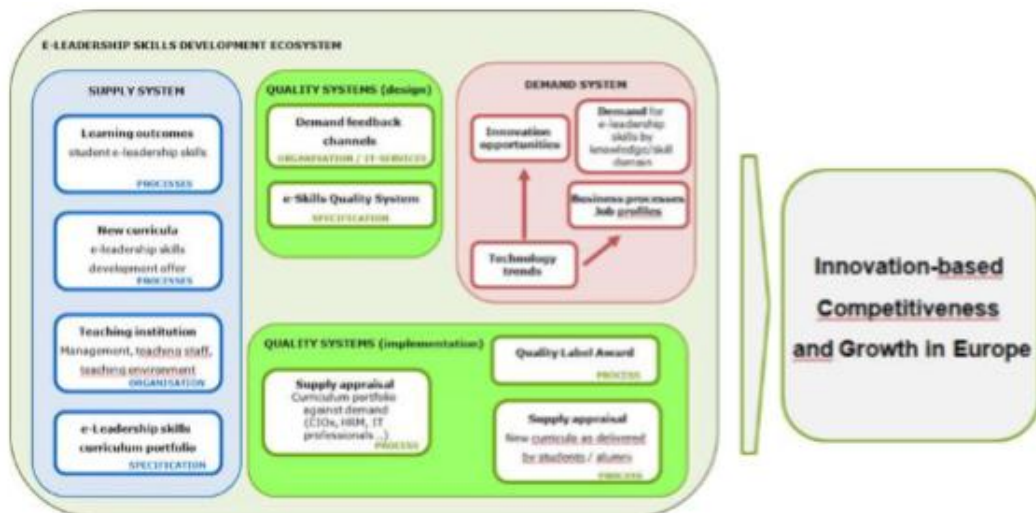 E-LEADERSHIP SKILLS DEVELOPMENT ECOSYSTEM
SUPPLY SYSTEM
Learning outcomes
student e-leadership skills
PROCESSES
New curricula
e-leadership skills
development offer
PROCESSES
Teaching institution
Management, teaching staff,
teaching environment
ORGANISATION
e-Leadership skills
curriculum portfolio
SPECIFICATION
QUALITY SYSTEMS (design)
Demand feedback
channels
ORGANISATION / IT-SERVICES
e-Skills Quality System
SPECIFICATION
DEMAND SYSTEM
Innovation
opportunities
Demand for
e-leadership
skills by
knowledge/skill
domain
Business processes
Job profiles
Technology
trends
QUALITY SYSTEMS (implementation)
Supply appraisal
Curriculum portfolio
against demand
(CIOs, HRM, IT
professionals ...)
PROCESS
Quality Label Award
PROCESS
Supply appraisal
New curricula as delivered
by students / alumni
PROCESS
Innovation-based
Competitiveness
and Growth in Europe